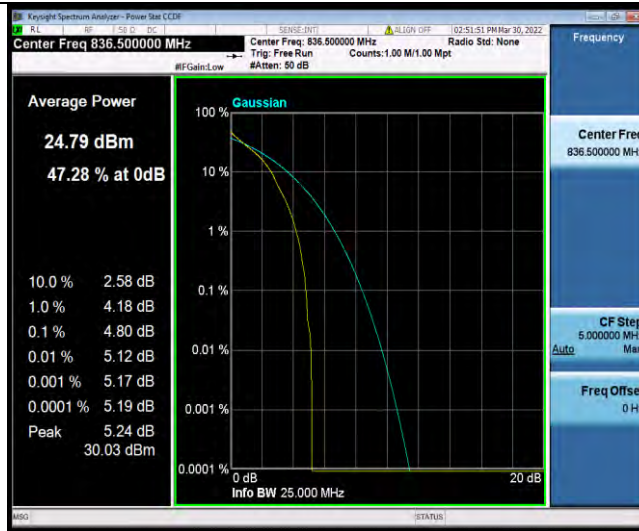 Keysight Spectrum Analyzer - Power Stat CCDF
RL RF 50 Ω DC SENSE:INT ALIGN OFF 02:51:51 PM Mar 30, 2022
Center Freq 836.500000 MHz
Center Freq: 836.500000 MHz Radio Std: None
Trig: Free Run Counts:1.00 M/1.00 Mpt
#IFGain:Low #Atten: 50 dB
Frequency
Average Power
24.79 dBm
47.28 % at 0dB
10.0 % 2.58 dB
1.0 % 4.18 dB
0.1 % 4.80 dB
0.01 % 5.12 dB
0.001 % 5.17 dB
0.0001 % 5.19 dB
Peak 5.24 dB
30.03 dBm
Gaussian
100 %
10 %
1 %
0.1 %
0.01 %
0.001 %
0.0001 %
0 dB 20 dB
Info BW 25.000 MHz
Center Fre
836.500000 MH
CF Step
5.000000 MH
Auto Ma
Freq Offse
0 H
MSG STATUS